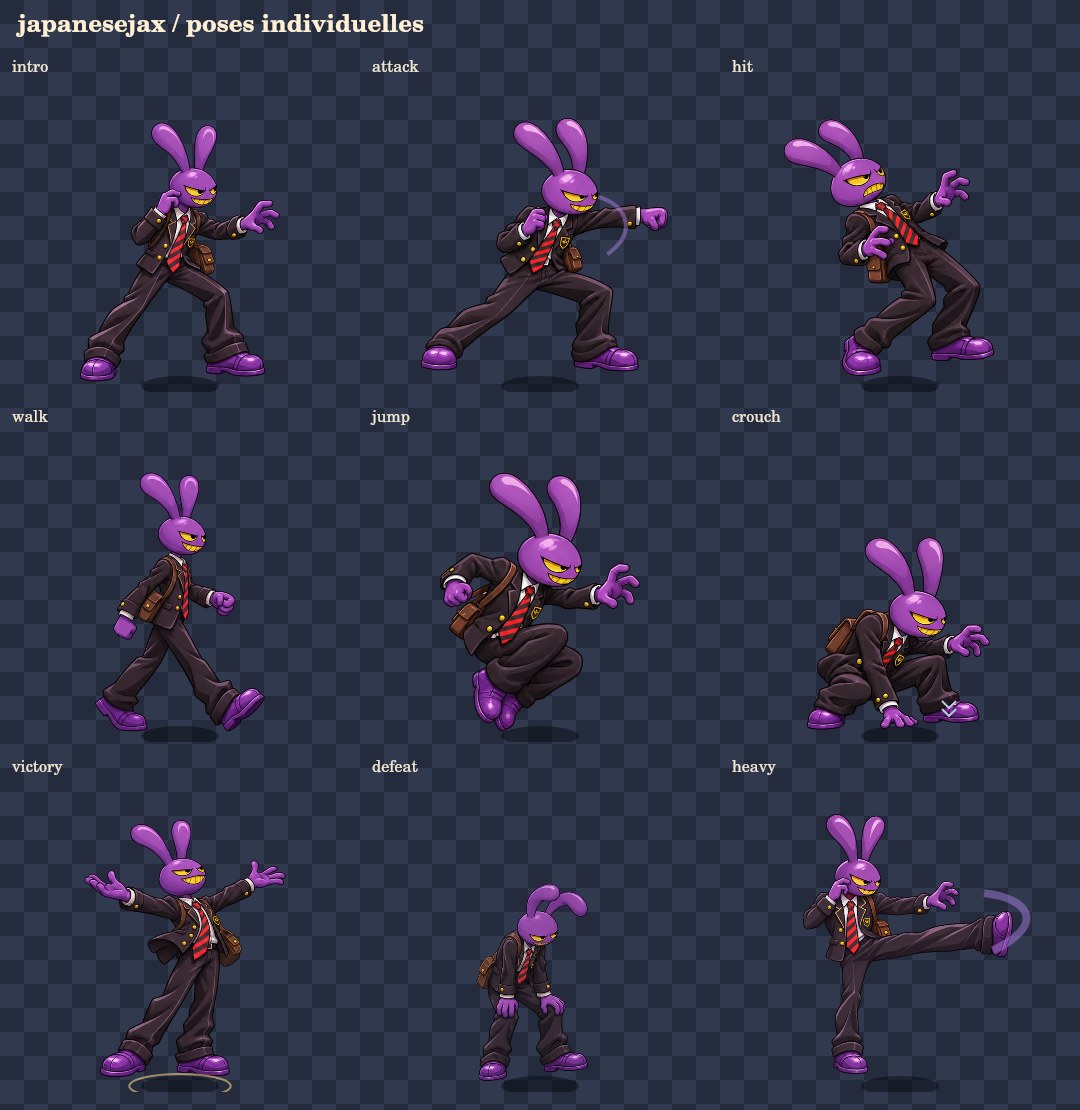 japanesejax / poses individuelles
intro
attack
hit
walk
jump
crouch
victory
defeat
heavy